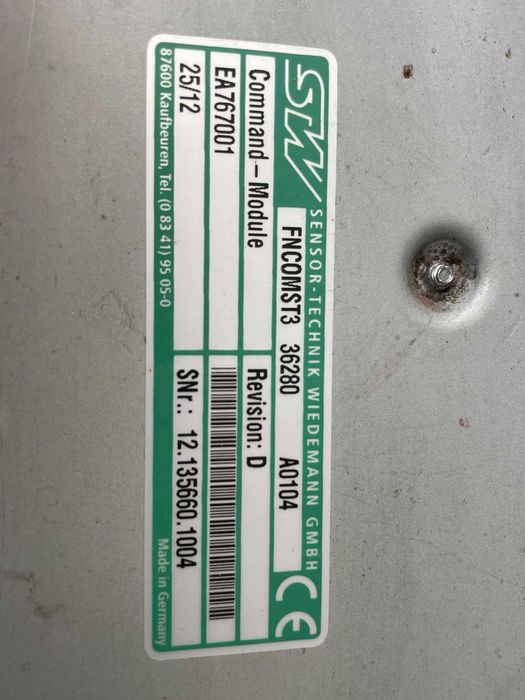 STW SENSOR-TECHNIK WIEDEMANN GMBH
FNCOMST3 36280 A0104 CE
Command-Module Revision: D
EA767001
25/12 SNr.: 12.135660.1004
87600 Kaufbeuren, Tel. (0 83 41) 95 05-0 Made in Germany